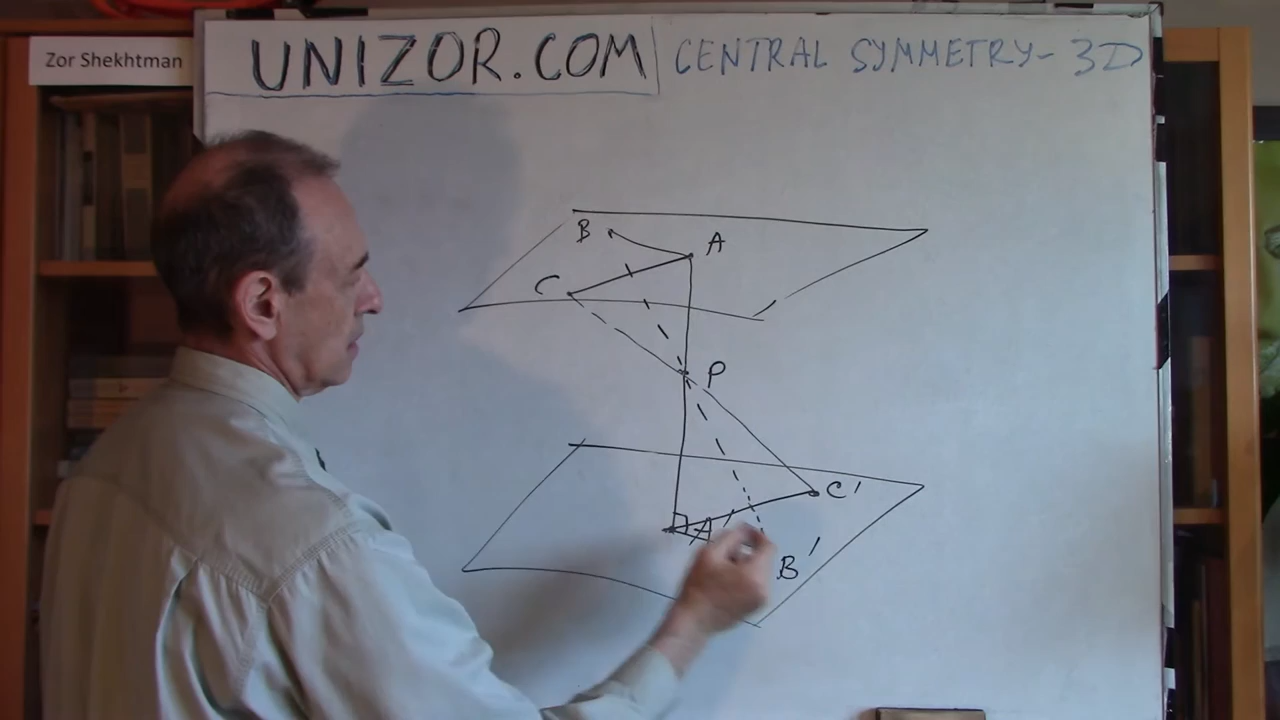 Zor Shekhtman
UNIZOR.COM
CENTRAL SYMMETRY - 3D
B
A
C
P
C'
A'
B'